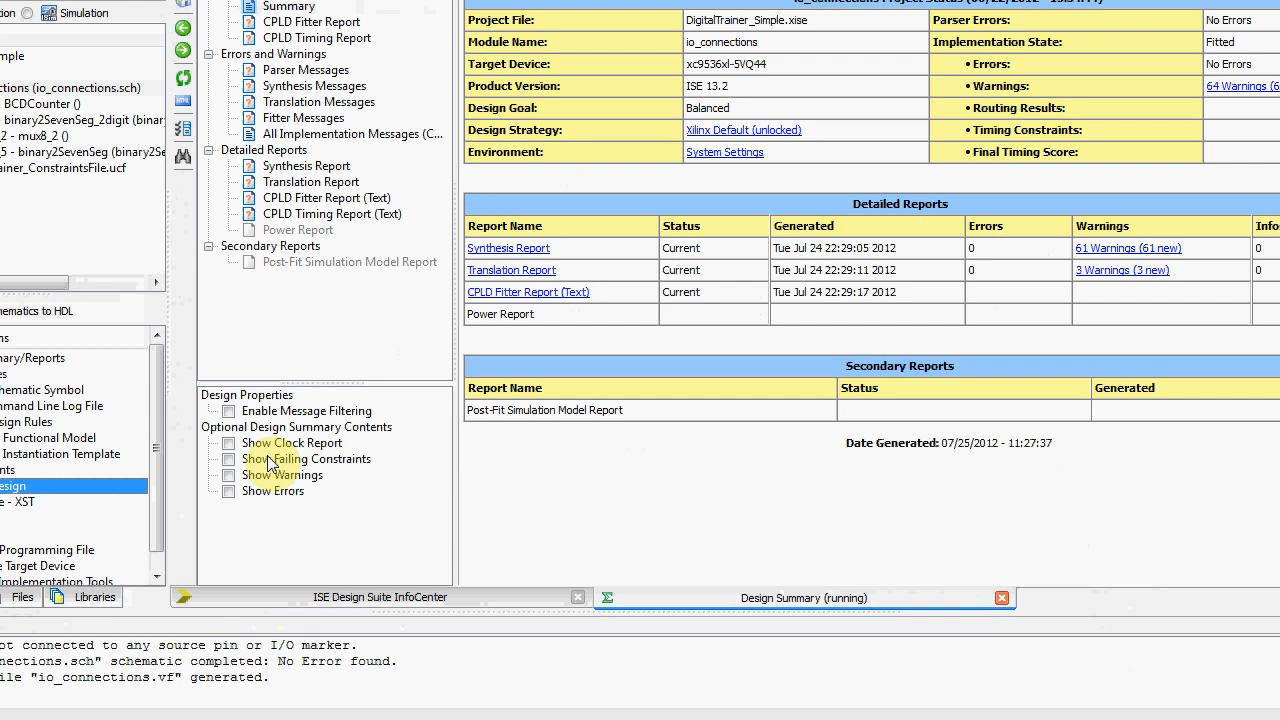 tion Simulation
mple
ctions (io_connections.sch)
- BCDCounter ()
- binary2SevenSeg_2digit (binar
_2 - mux8_2 ()
_5 - binary2SevenSeg (binary2Se
ainer_ConstraintsFile.ucf
hematics to HDL
ns
mary/Reports
es
hematic Symbol
mmand Line Log File
sign Rules
Functional Model
Instantiation Template
nts
esign
e - XST
Programming File
e Target Device
mplementation Tools
Files Libraries
Summary
CPLD Fitter Report
CPLD Timing Report
Errors and Warnings
Parser Messages
Synthesis Messages
Translation Messages
Fitter Messages
All Implementation Messages (C...
Detailed Reports
Synthesis Report
Translation Report
CPLD Fitter Report (Text)
CPLD Timing Report (Text)
Power Report
Secondary Reports
Post-Fit Simulation Model Report
Design Properties
Enable Message Filtering
Optional Design Summary Contents
Show Clock Report
Show Failing Constraints
Show Warnings
Show Errors
Project File: DigitalTrainer_Simple.xise Parser Errors: No Errors
Module Name: io_connections Implementation State: Fitted
Target Device: xc9536xl-5VQ44 • Errors: No Errors
Product Version: ISE 13.2 • Warnings: 64 Warnings (6
Design Goal: Balanced • Routing Results:
Design Strategy: Xilinx Default (unlocked) • Timing Constraints:
Environment: System Settings • Final Timing Score:
Detailed Reports
Report Name Status Generated Errors Warnings Info
Synthesis Report Current Tue Jul 24 22:29:05 2012 0 61 Warnings (61 new) 0
Translation Report Current Tue Jul 24 22:29:11 2012 0 3 Warnings (3 new) 0
CPLD Fitter Report (Text) Current Tue Jul 24 22:29:17 2012
Power Report
Secondary Reports
Report Name Status Generated
Post-Fit Simulation Model Report
Date Generated: 07/25/2012 - 11:27:37
ISE Design Suite InfoCenter Design Summary (running)
ot connected to any source pin or I/O marker.
nections.sch" schematic completed: No Error found.
ile "io_connections.vf" generated.